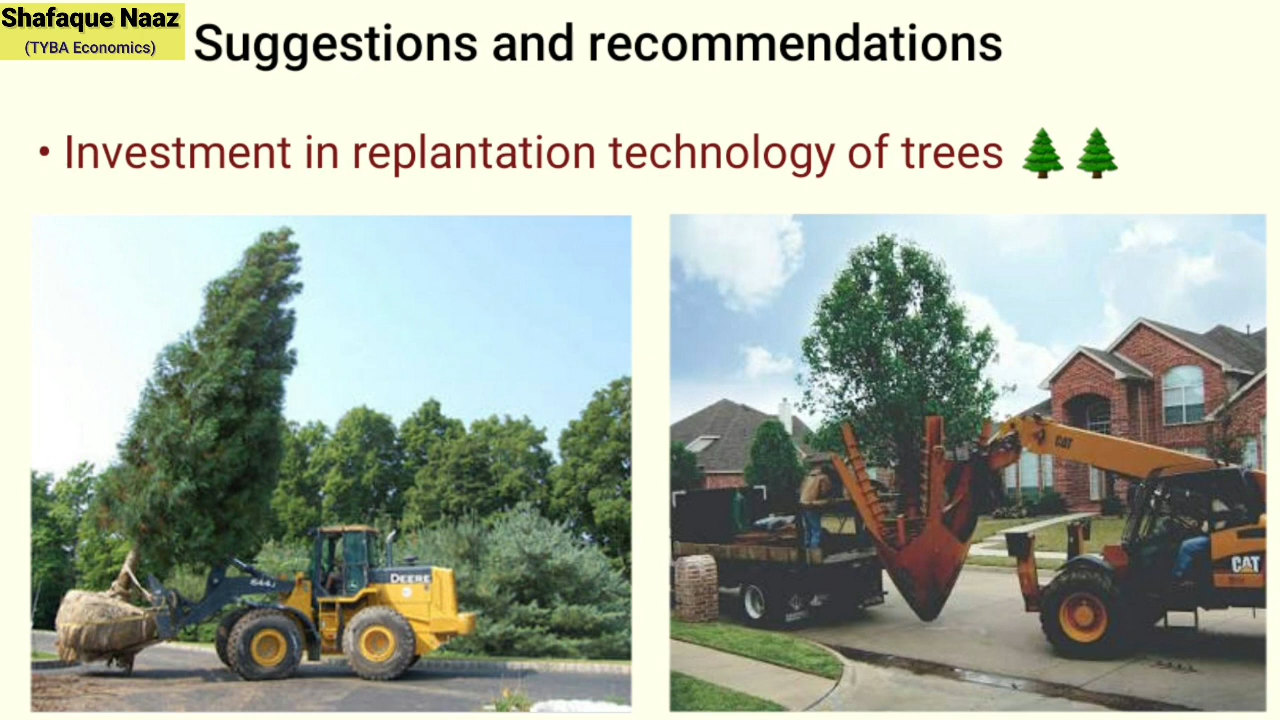 Shafaque Naaz
(TYBA Economics)
Suggestions and recommendations
• Investment in replantation technology of trees 🌲🌲
644J
DEERE
CAT
CAT